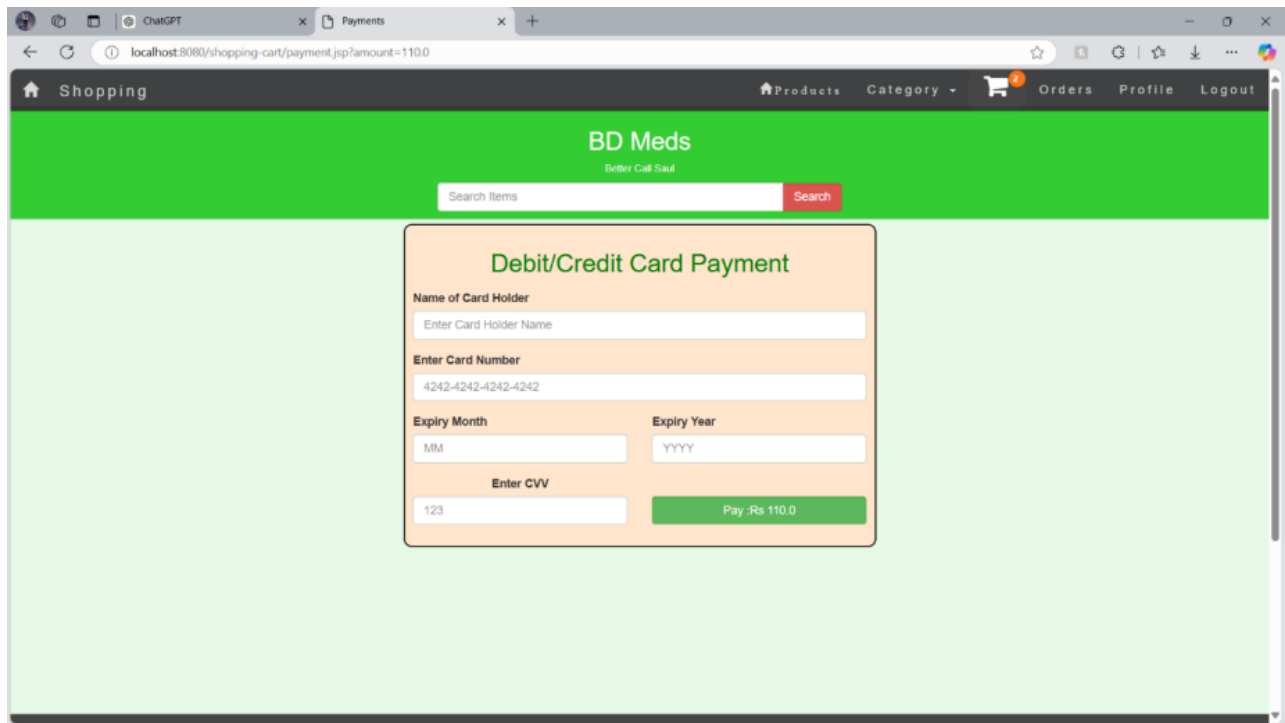 ChatGPT Payments
localhost:8080/shopping-cart/payment.jsp?amount=110.0
Shopping Products Category 2 Orders Profile Logout
BD Meds
Better Call Saul
Search Items Search
Debit/Credit Card Payment
Name of Card Holder
Enter Card Holder Name
Enter Card Number
4242-4242-4242-4242
Expiry Month Expiry Year
MM YYYY
Enter CVV
123 Pay :Rs 110.0